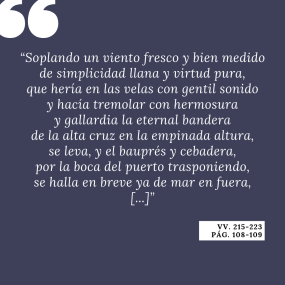 “Soplando un viento fresco y bien medido
de simplicidad llana y virtud pura,
que hería en las velas con gentil sonido
y hacía tremolar con hermosura
y gallardia la eternal bandera
de la alta cruz en la empinada altura,
se leva, y el bauprés y cebadera,
por la boca del puerto trasponiendo,
se halla en breve ya de mar en fuera,
[...]”
VV. 215-223
PÁG. 108-109